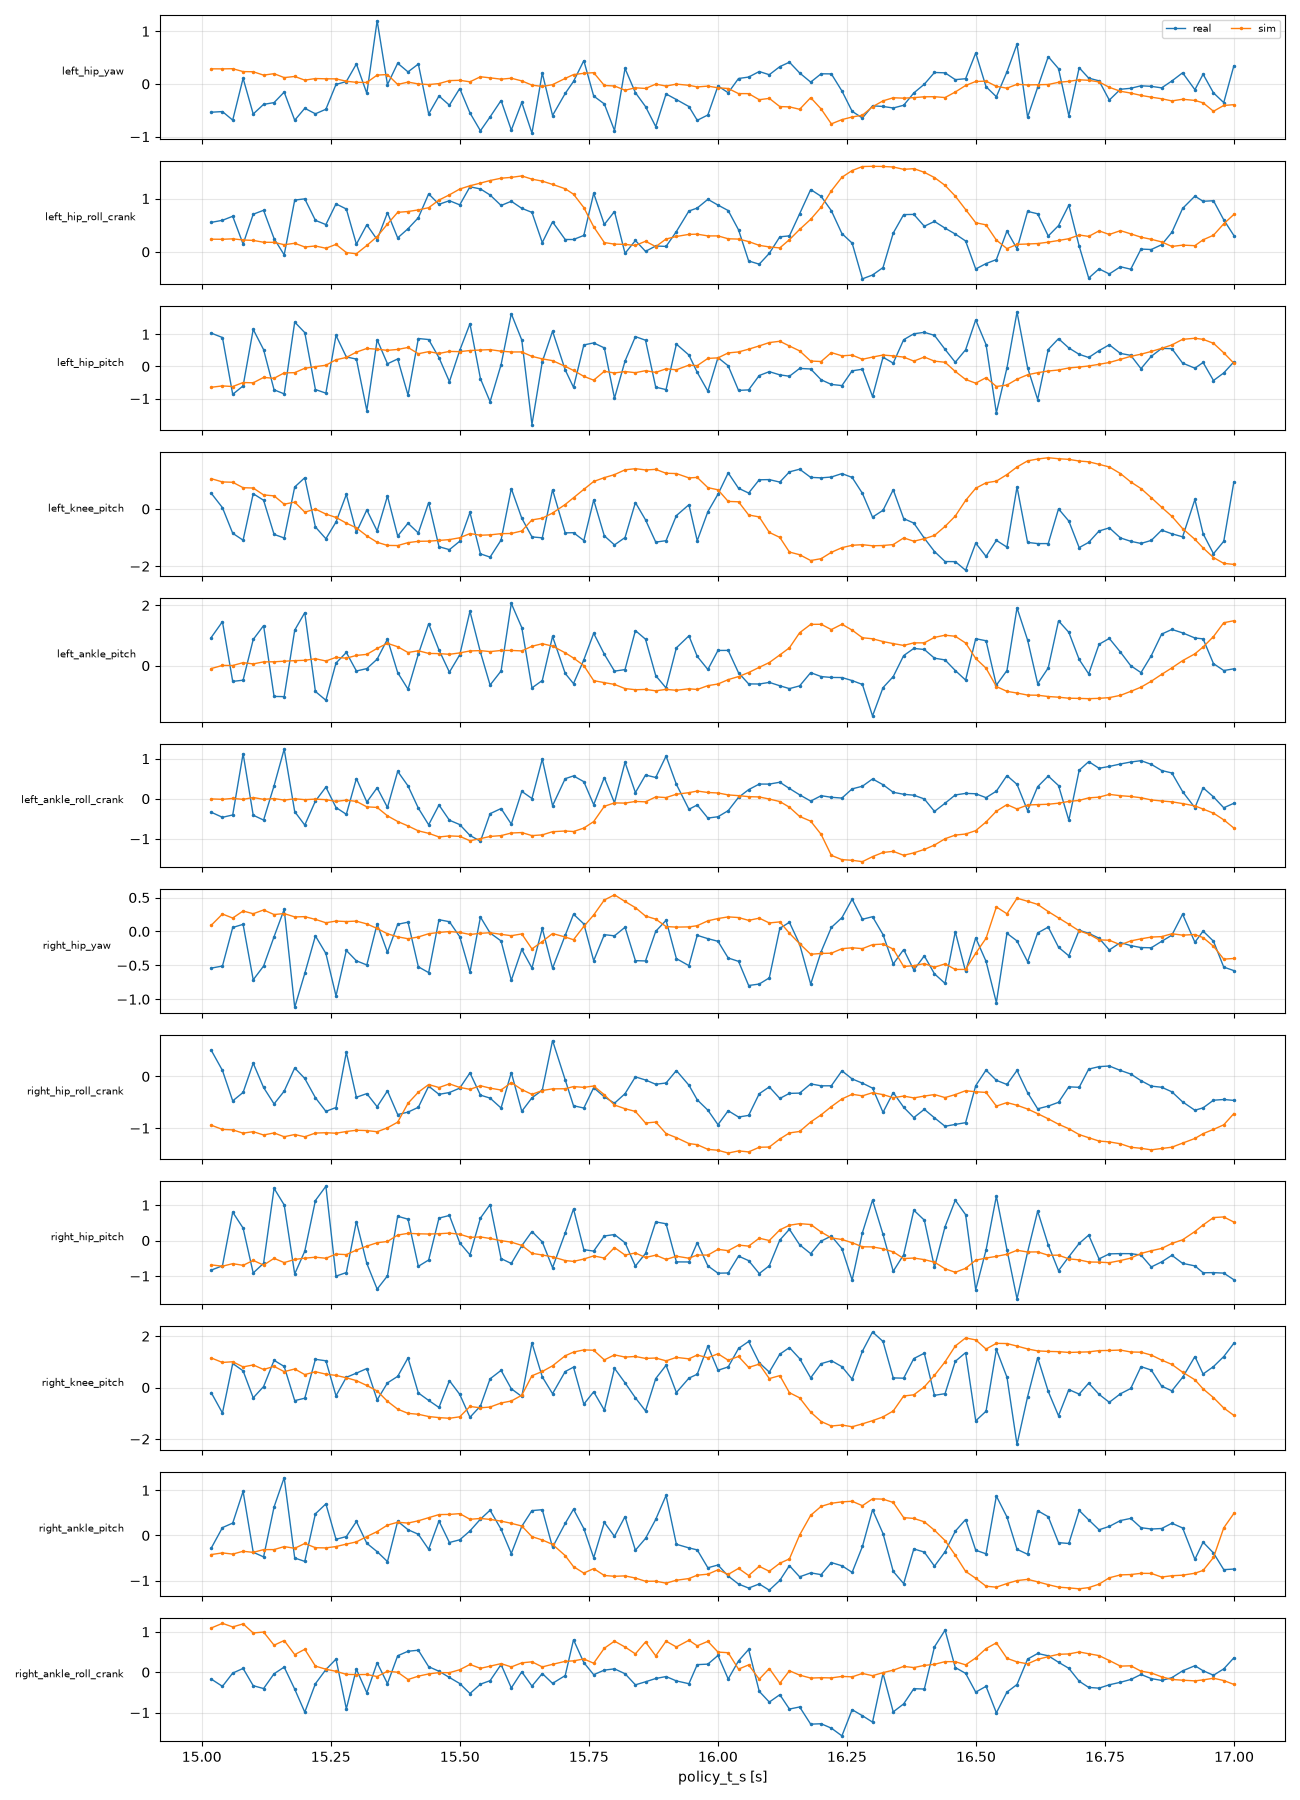 real sim
left_hip_yaw
1
0
−1
left_hip_roll_crank
1
0
left_hip_pitch
1
0
−1
left_knee_pitch
0
−2
left_ankle_pitch
2
0
left_ankle_roll_crank
1
0
−1
right_hip_yaw
0.5
0.0
−0.5
−1.0
right_hip_roll_crank
0
−1
right_hip_pitch
1
0
−1
right_knee_pitch
2
0
−2
right_ankle_pitch
1
0
−1
right_ankle_roll_crank
1
0
−1
15.00 15.25 15.50 15.75 16.00 16.25 16.50 16.75 17.00
policy_t_s [s]